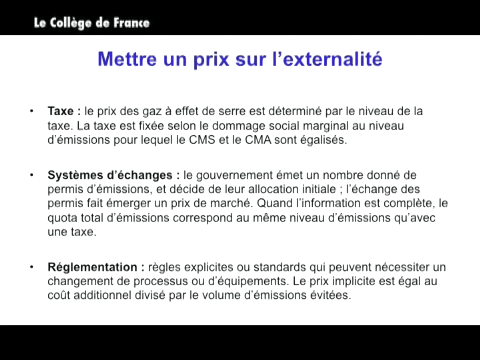 Le Collège de France
Mettre un prix sur l'externalité
• Taxe : le prix des gaz à effet de serre est déterminé par le niveau de la
taxe. La taxe est fixée selon le dommage social marginal au niveau
d'émissions pour lequel le CMS et le CMA sont égalisés.
• Systèmes d'échanges : le gouvernement émet un nombre donné de
permis d'émissions, et décide de leur allocation initiale ; l'échange des
permis fait émerger un prix de marché. Quand l'information est complète, le
quota total d'émissions correspond au même niveau d'émissions qu'avec
une taxe.
• Réglementation : règles explicites ou standards qui peuvent nécessiter un
changement de processus ou d'équipements. Le prix implicite est égal au
coût additionnel divisé par le volume d'émissions évitées.